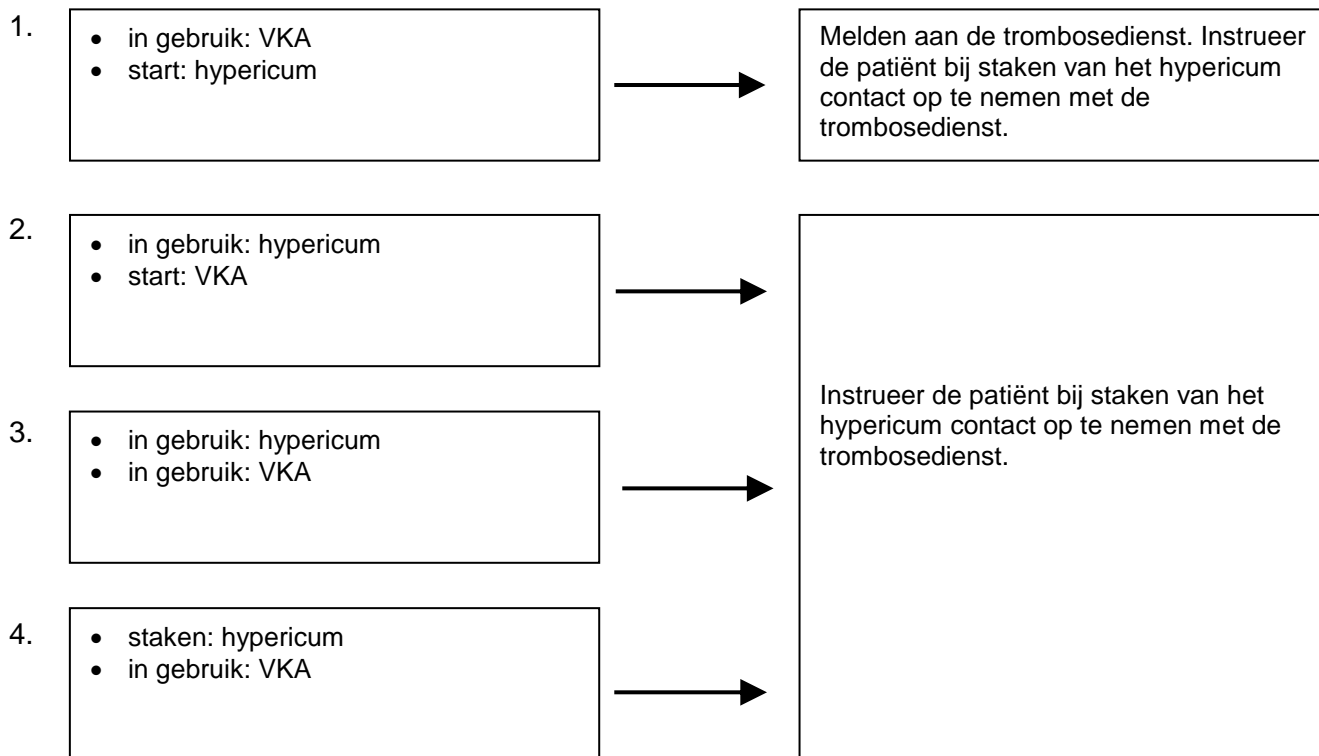 1.
• in gebruik: VKA
• start: hypericum
Melden aan de trombosedienst. Instrueer
de patiënt bij staken van het hypericum
contact op te nemen met de
trombosedienst.
2.
• in gebruik: hypericum
• start: VKA
3.
• in gebruik: hypericum
• in gebruik: VKA
Instrueer de patiënt bij staken van het
hypericum contact op te nemen met de
trombosedienst.
4.
• staken: hypericum
• in gebruik: VKA